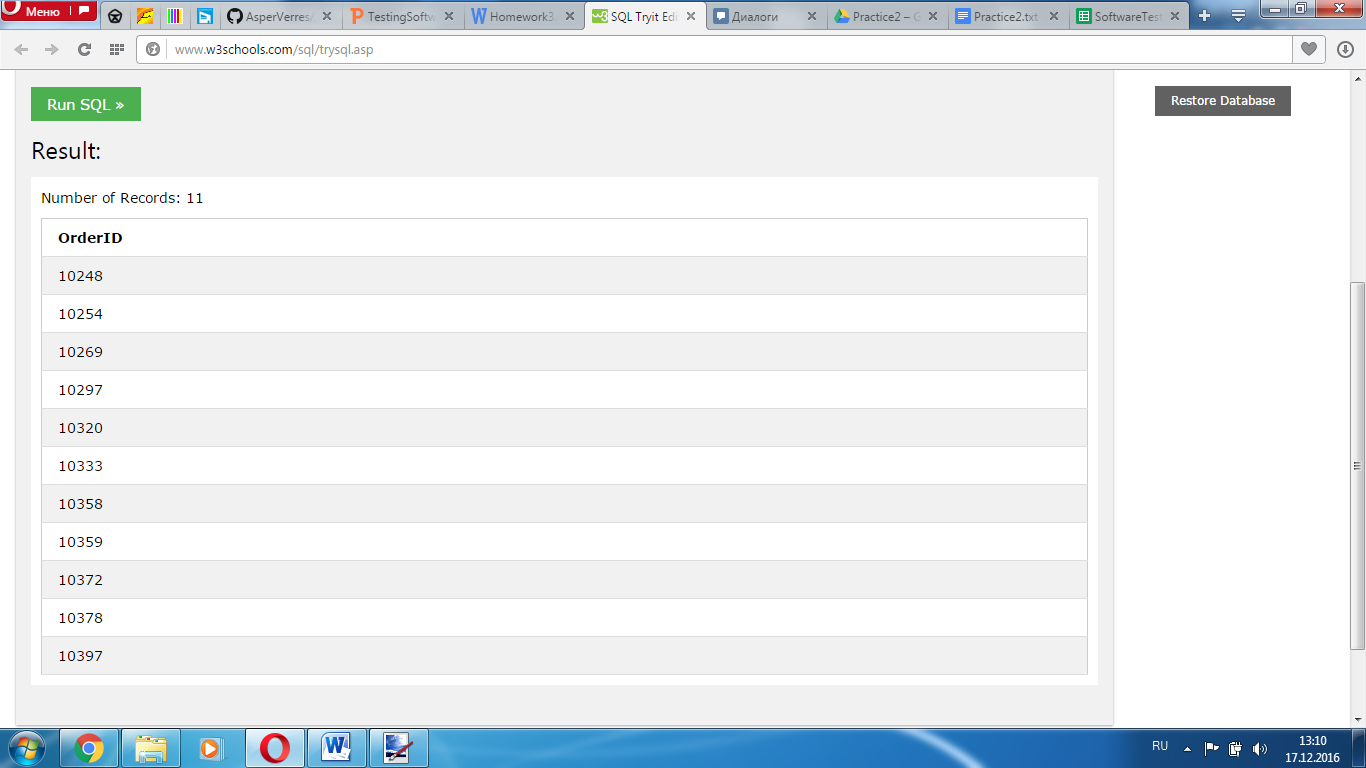 Меню
AsperVerres/
TestingSoftw
Homework3
SQL Tryit Edi
Диалоги
Practice2 – G
Practice2.txt
SoftwareTest
www.w3schools.com/sql/trysql.asp
Run SQL »
Restore Database
Result:
Number of Records: 11
OrderID
10248
10254
10269
10297
10320
10333
10358
10359
10372
10378
10397
RU
13:10
17.12.2016